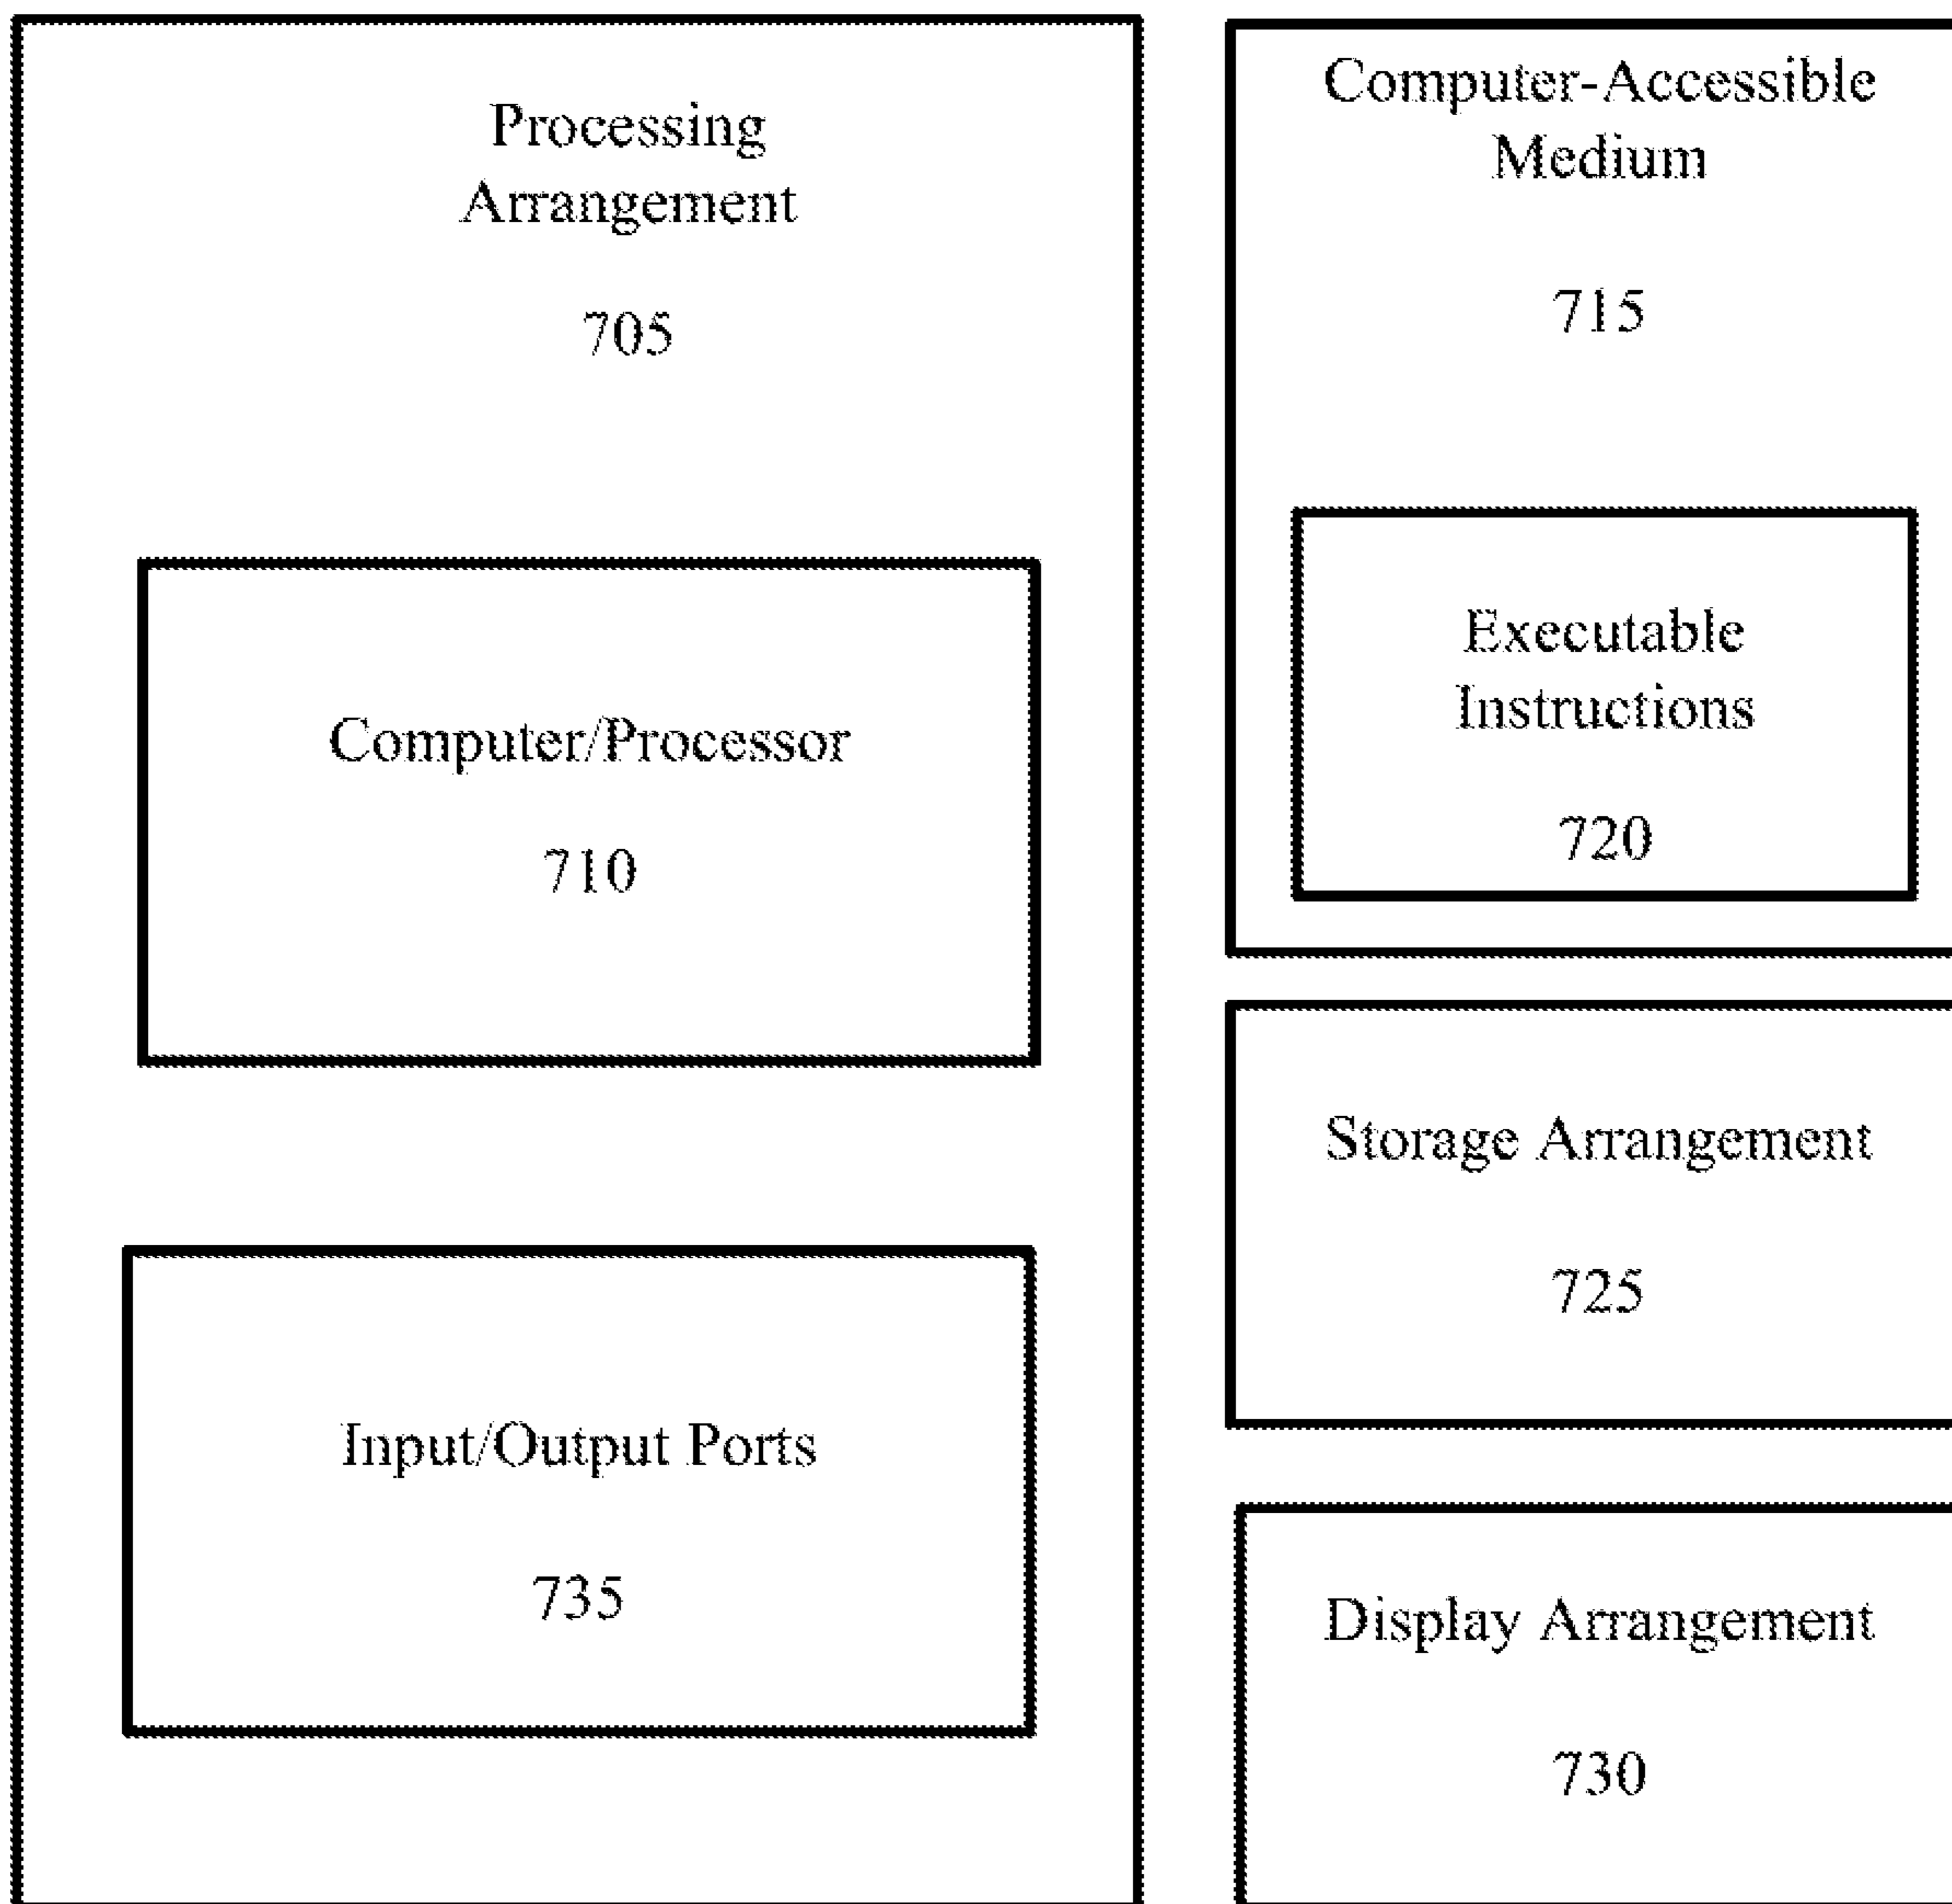 Processing
Arrangement
705
Computer/Processor
710
Input/Output Ports
735
Computer-Accessible
Medium
715
Executable
Instructions
720
Storage Arrangement
725
Display Arrangement
730